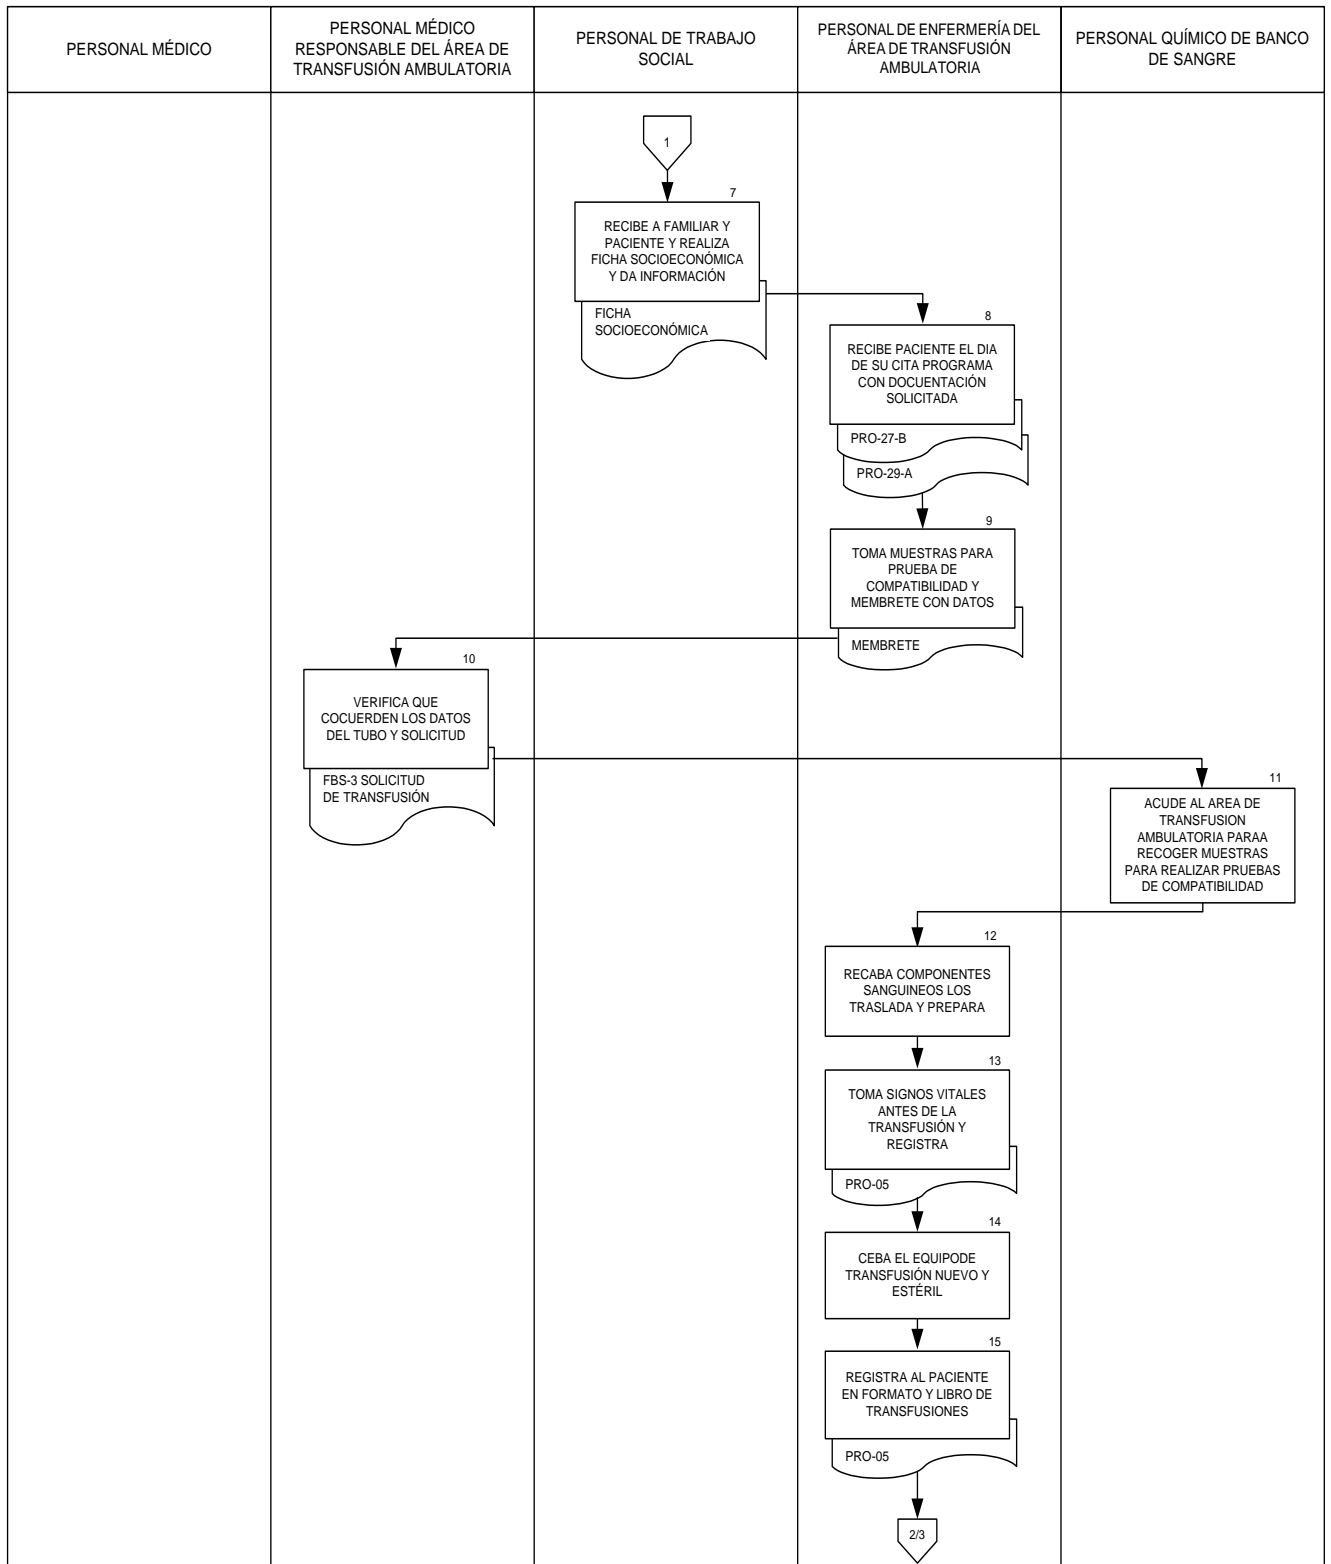 PERSONAL MÉDICO
PERSONAL MÉDICO
RESPONSABLE DEL ÁREA DE
TRANSFUSIÓN AMBULATORIA
PERSONAL DE TRABAJO
SOCIAL
PERSONAL DE ENFERMERÍA DEL
ÁREA DE TRANSFUSIÓN
AMBULATORIA
PERSONAL QUÍMICO DE BANCO
DE SANGRE
1
7
RECIBE A FAMILIAR Y
PACIENTE Y REALIZA
FICHA SOCIOECONÓMICA
Y DA INFORMACIÓN
FICHA
SOCIOECONÓMICA
8
RECIBE PACIENTE EL DIA
DE SU CITA PROGRAMA
CON DOCUENTACIÓN
SOLICITADA
PRO-27-B
PRO-29-A
9
TOMA MUESTRAS PARA
PRUEBA DE
COMPATIBILIDAD Y
MEMBRETE CON DATOS
MEMBRETE
10
VERIFICA QUE
COCUERDEN LOS DATOS
DEL TUBO Y SOLICITUD
FBS-3 SOLICITUD
DE TRANSFUSIÓN
11
ACUDE AL AREA DE
TRANSFUSION
AMBULATORIA PARAA
RECOGER MUESTRAS
PARA REALIZAR PRUEBAS
DE COMPATIBILIDAD
12
RECABA COMPONENTES
SANGUINEOS LOS
TRASLADA Y PREPARA
13
TOMA SIGNOS VITALES
ANTES DE LA
TRANSFUSIÓN Y
REGISTRA
PRO-05
14
CEBA EL EQUIPODE
TRANSFUSIÓN NUEVO Y
ESTÉRIL
15
REGISTRA AL PACIENTE
EN FORMATO Y LIBRO DE
TRANSFUSIONES
PRO-05
2/3